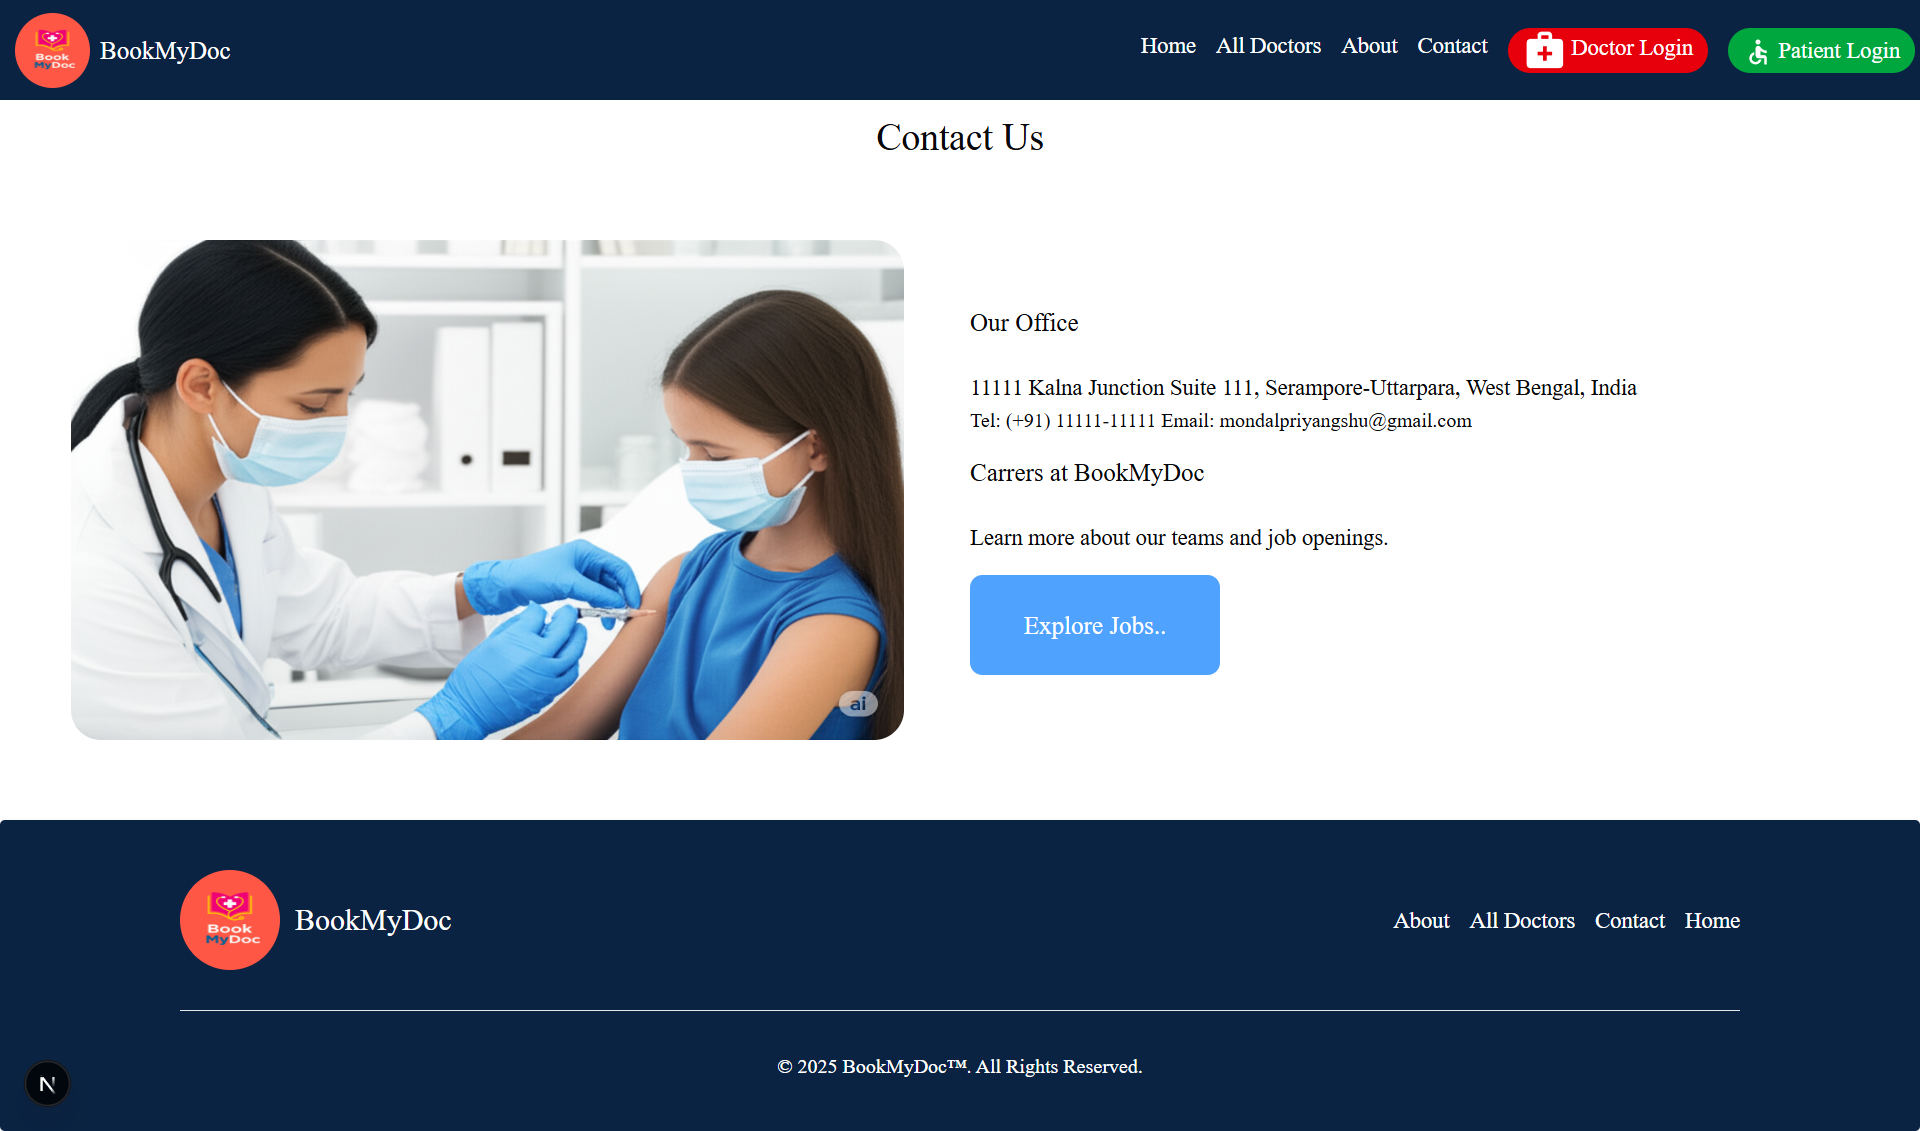 Book
MyDoc
BookMyDoc
Home All Doctors About Contact Doctor Login Patient Login
Contact Us
ai
Our Office
11111 Kalna Junction Suite 111, Serampore-Uttarpara, West Bengal, India
Tel: (+91) 11111-11111 Email: mondalpriyangshu@gmail.com
Carrers at BookMyDoc
Learn more about our teams and job openings.
Explore Jobs..
Book
MyDoc
BookMyDoc
About All Doctors Contact Home
© 2025 BookMyDoc™. All Rights Reserved.
N